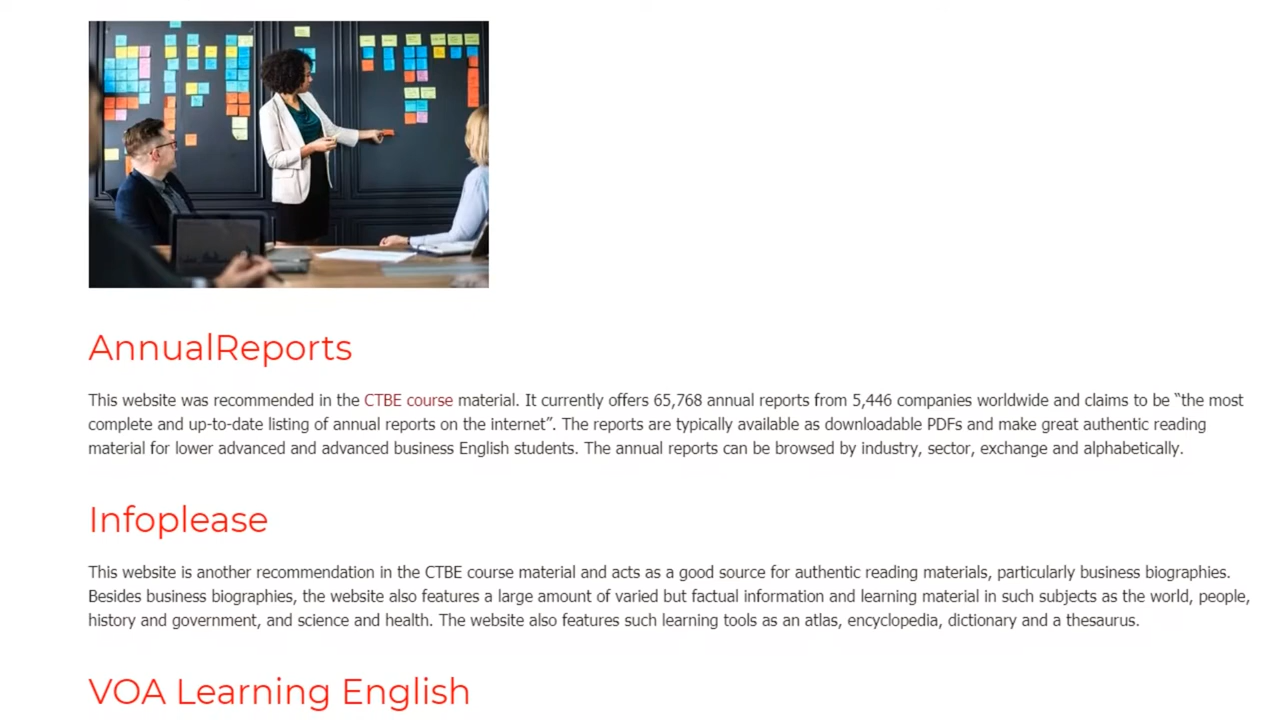 AnnualReports
This website was recommended in the CTBE course material. It currently offers 65,768 annual reports from 5,446 companies worldwide and claims to be “the most
complete and up-to-date listing of annual reports on the internet”. The reports are typically available as downloadable PDFs and make great authentic reading
material for lower advanced and advanced business English students. The annual reports can be browsed by industry, sector, exchange and alphabetically.
Infoplease
This website is another recommendation in the CTBE course material and acts as a good source for authentic reading materials, particularly business biographies.
Besides business biographies, the website also features a large amount of varied but factual information and learning material in such subjects as the world, people,
history and government, and science and health. The website also features such learning tools as an atlas, encyclopedia, dictionary and a thesaurus.
VOA Learning English